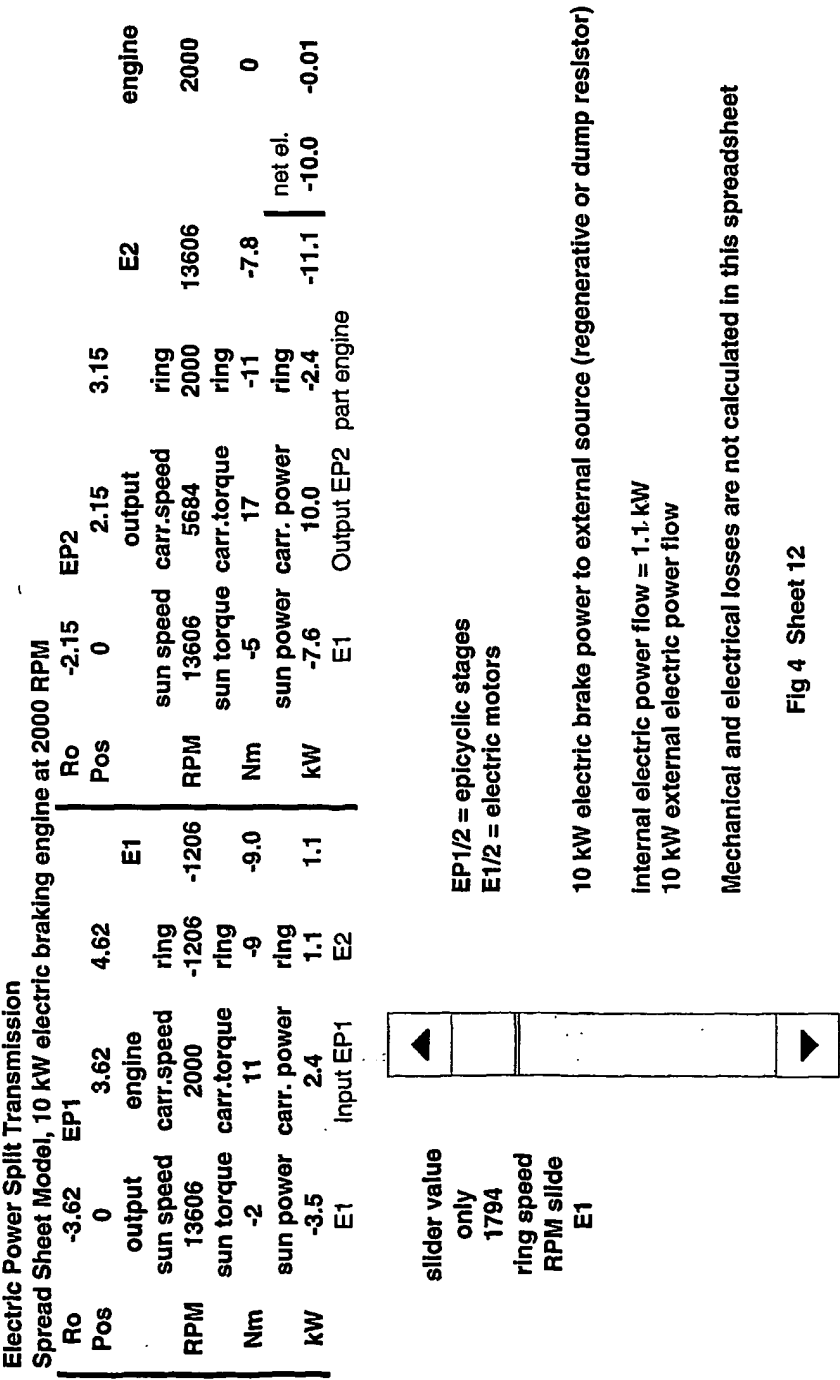 Electric Power Split Transmission
Spread Sheet Model, 10 kW electric braking engine at 2000 RPM
Ro -3.62 EP1 Ro -2.15 EP2
Pos 0 3.62 4.62 Pos 0 2.15 3.15
output engine E1 output E2 engine
sun speed carr.speed ring sun speed carr.speed ring
RPM 13606 2000 -1206 -1206 RPM 13606 5684 2000 13606 2000
sun torque carr.torque ring sun torque carr.torque ring
Nm -2 11 -9 -9.0 Nm -5 17 -11 -7.8 0
sun power carr. power ring sun power carr. power ring net el.
kW -3.5 2.4 1.1 1.1 kW -7.6 10.0 -2.4 -11.1 -10.0 -0.01
E1 Input EP1 E2 E1 Output EP2 part engine
slider value
only
1794
ring speed
RPM slide
E1
EP1/2 = epicyclic stages
E1/2 = electric motors
10 kW electric brake power to external source (regenerative or dump resistor)
internal electric power flow = 1.1 kW
10 kW external electric power flow
Mechanical and electrical losses are not calculated in this spreadsheet
Fig 4 Sheet 12